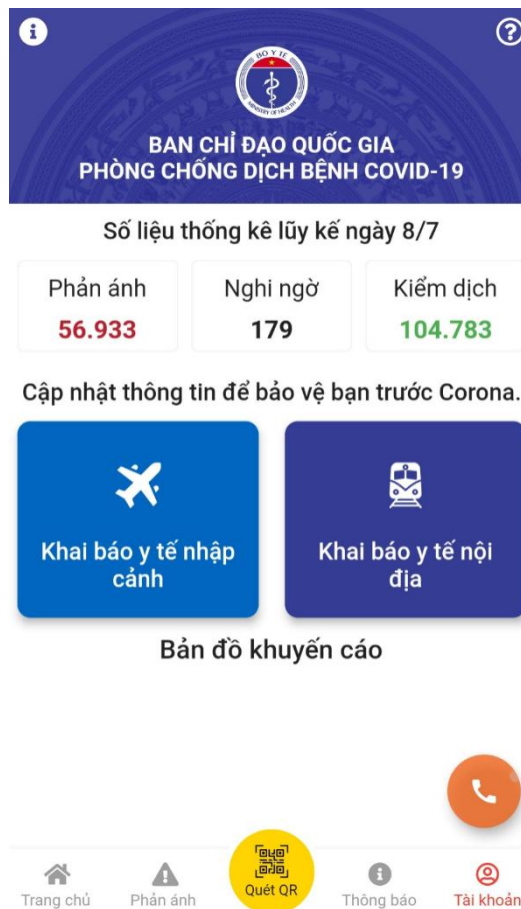 BỘ Y TẾ
MINISTRY OF HEALTH
BAN CHỈ ĐẠO QUỐC GIA
PHÒNG CHỐNG DỊCH BỆNH COVID-19
Số liệu thống kê lũy kế ngày 8/7
Phản ánh
56.933
Nghi ngờ
179
Kiểm dịch
104.783
Cập nhật thông tin để bảo vệ bạn trước Corona.
Khai báo y tế nhập
cảnh
Khai báo y tế nội
địa
Bản đồ khuyến cáo
Trang chủ
Phản ánh
Quét QR
Thông báo
Tài khoản